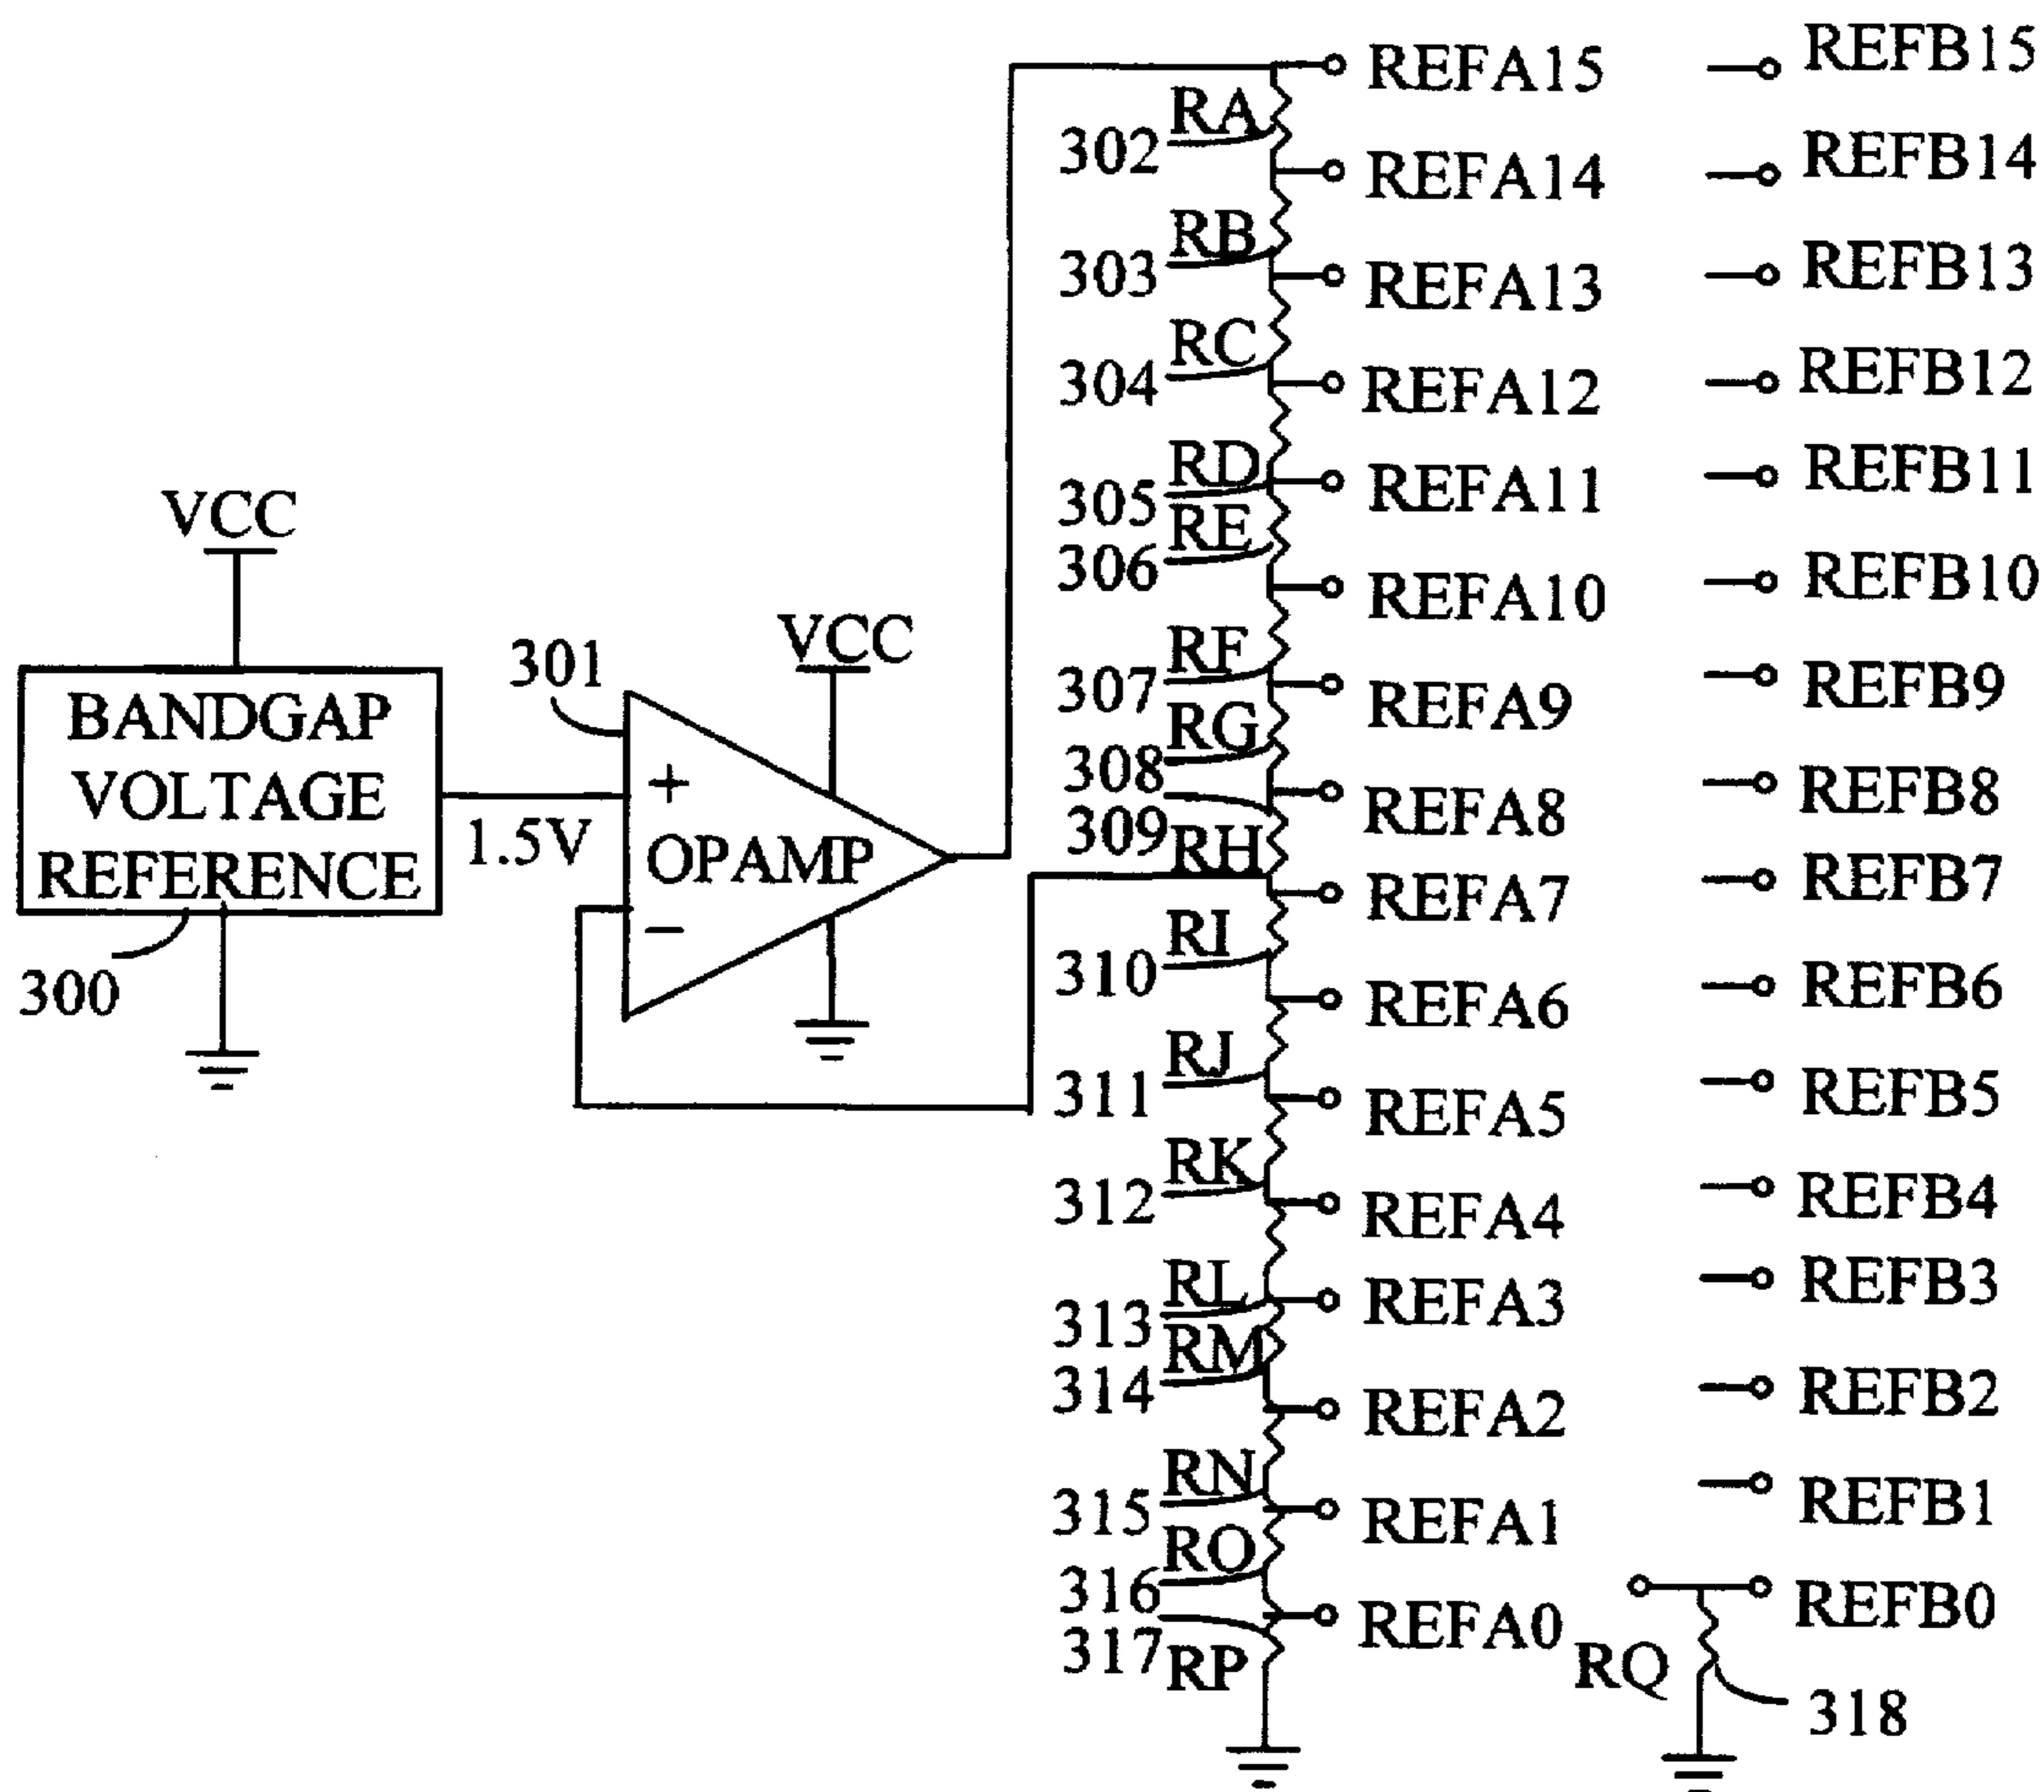 VCC
BANDGAP
VOLTAGE
REFERENCE
300
1.5V
301
VCC
+
OPAMP
−
RA
302
RB
303
RC
304
RD
305
RE
306
RF
307
RG
308
309
RH
RI
310
RJ
311
RK
312
RL
313
RM
314
RN
315
RO
316
317
RP
REFA15
REFA14
REFA13
REFA12
REFA11
REFA10
REFA9
REFA8
REFA7
REFA6
REFA5
REFA4
REFA3
REFA2
REFA1
REFA0
REFB15
REFB14
REFB13
REFB12
REFB11
REFB10
REFB9
REFB8
REFB7
REFB6
REFB5
REFB4
REFB3
REFB2
REFB1
REFB0
RQ
318